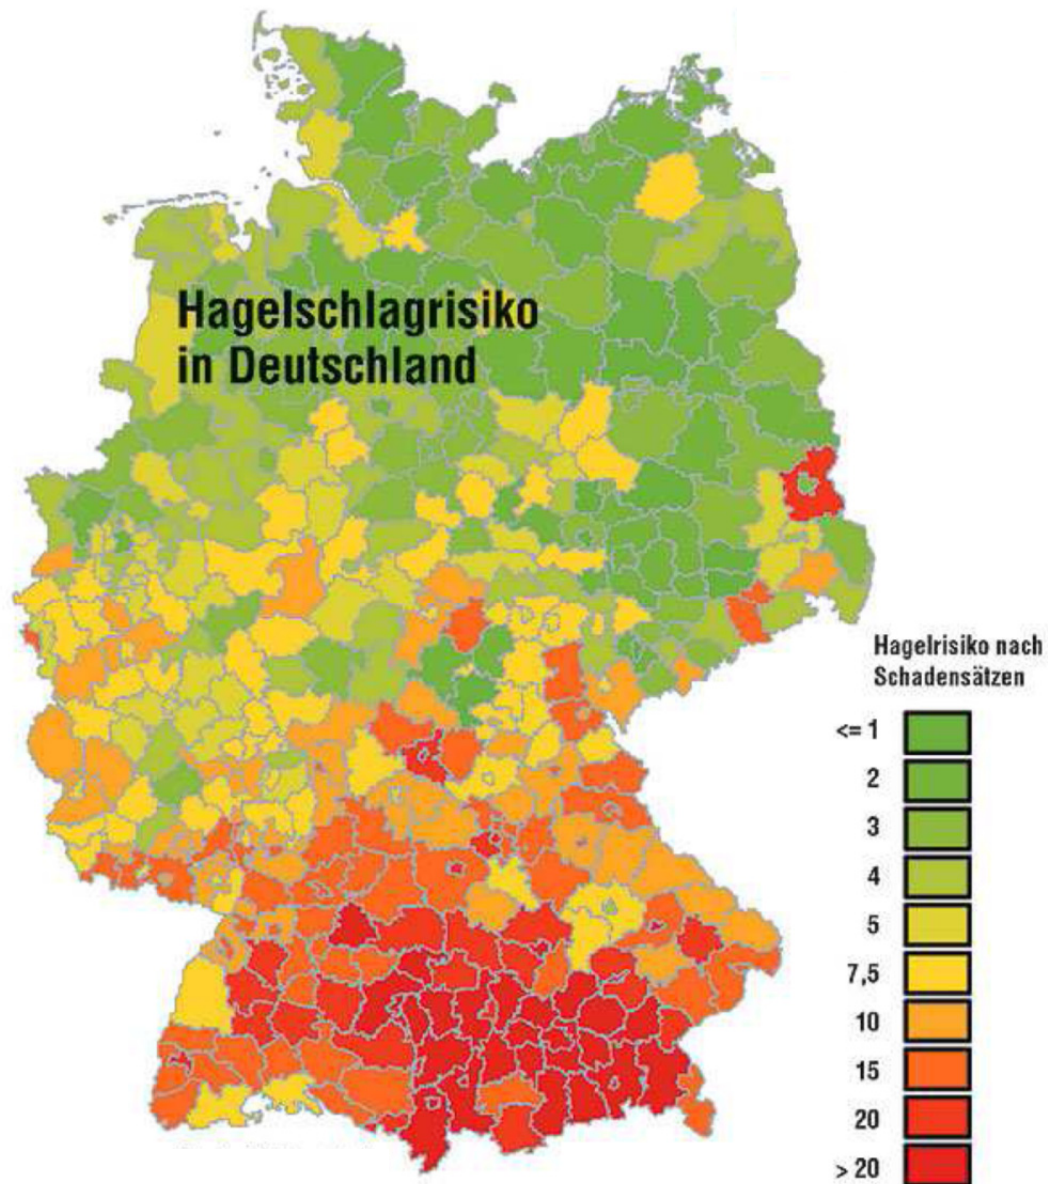 Hagelschlagrisiko
in Deutschland
Hagelrisiko nach
Schadensätzen
<= 1
2
3
4
5
7,5
10
15
20
> 20